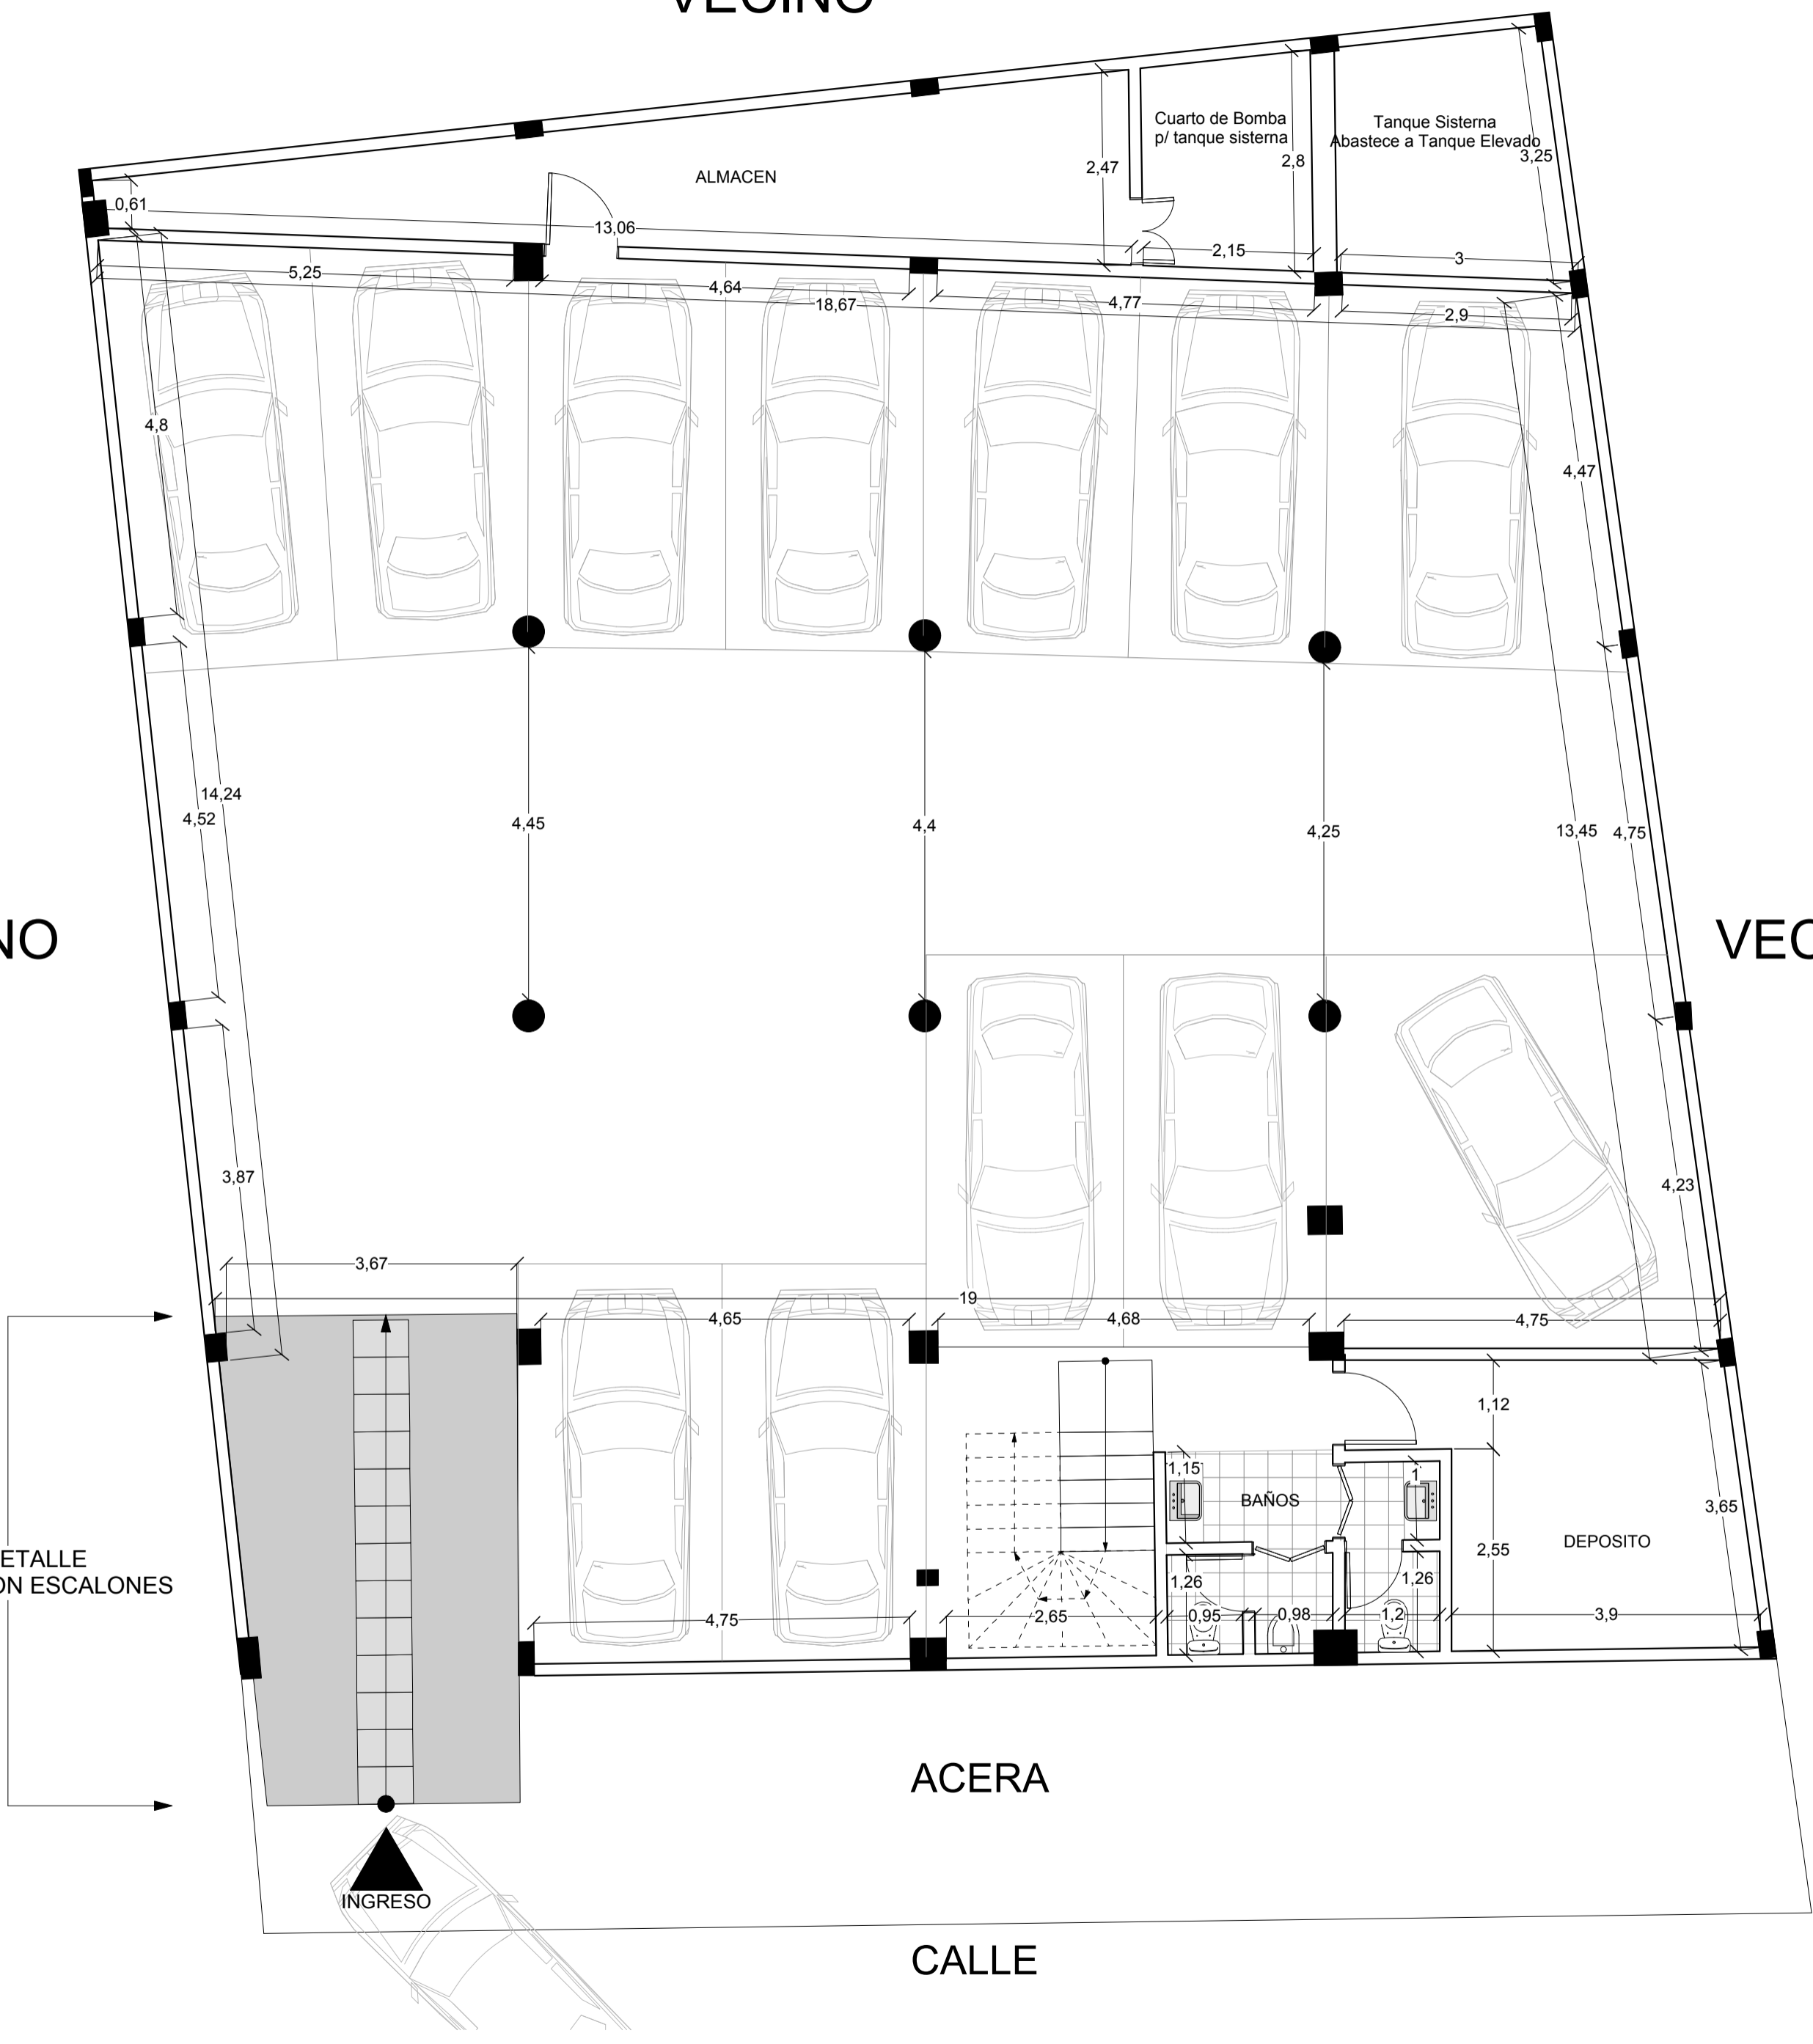 VECINO
Cuarto de Bomba
p/ tanque sisterna
Tanque Sisterna
Abastece a Tanque Elevado
3,25
2,47
2,8
ALMACEN
0,61
13,06
2,15
3
5,25
4,64
18,67
4,77
2,9
4,8
4,47
14,24
4,52
4,45
4,4
4,25
13,45
4,75
NO
VEC
3,87
4,23
3,67
19
4,65
4,68
4,75
1,12
1,15
1
BAÑOS
3,65
DEPOSITO
2,55
ETALLE
ON ESCALONES
1,26
1,26
4,75
2,65
0,95
0,98
1,2
3,9
ACERA
INGRESO
CALLE